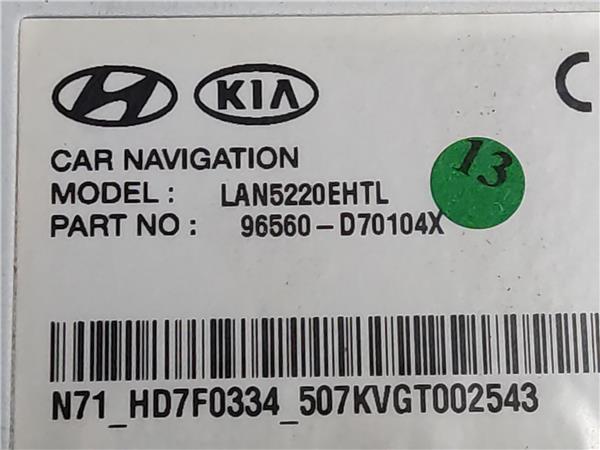 KIA
CAR NAVIGATION
MODEL : LAN5220EHTL
PART NO : 96560-D70104X
13
N71_HD7F0334_507KVGT002543